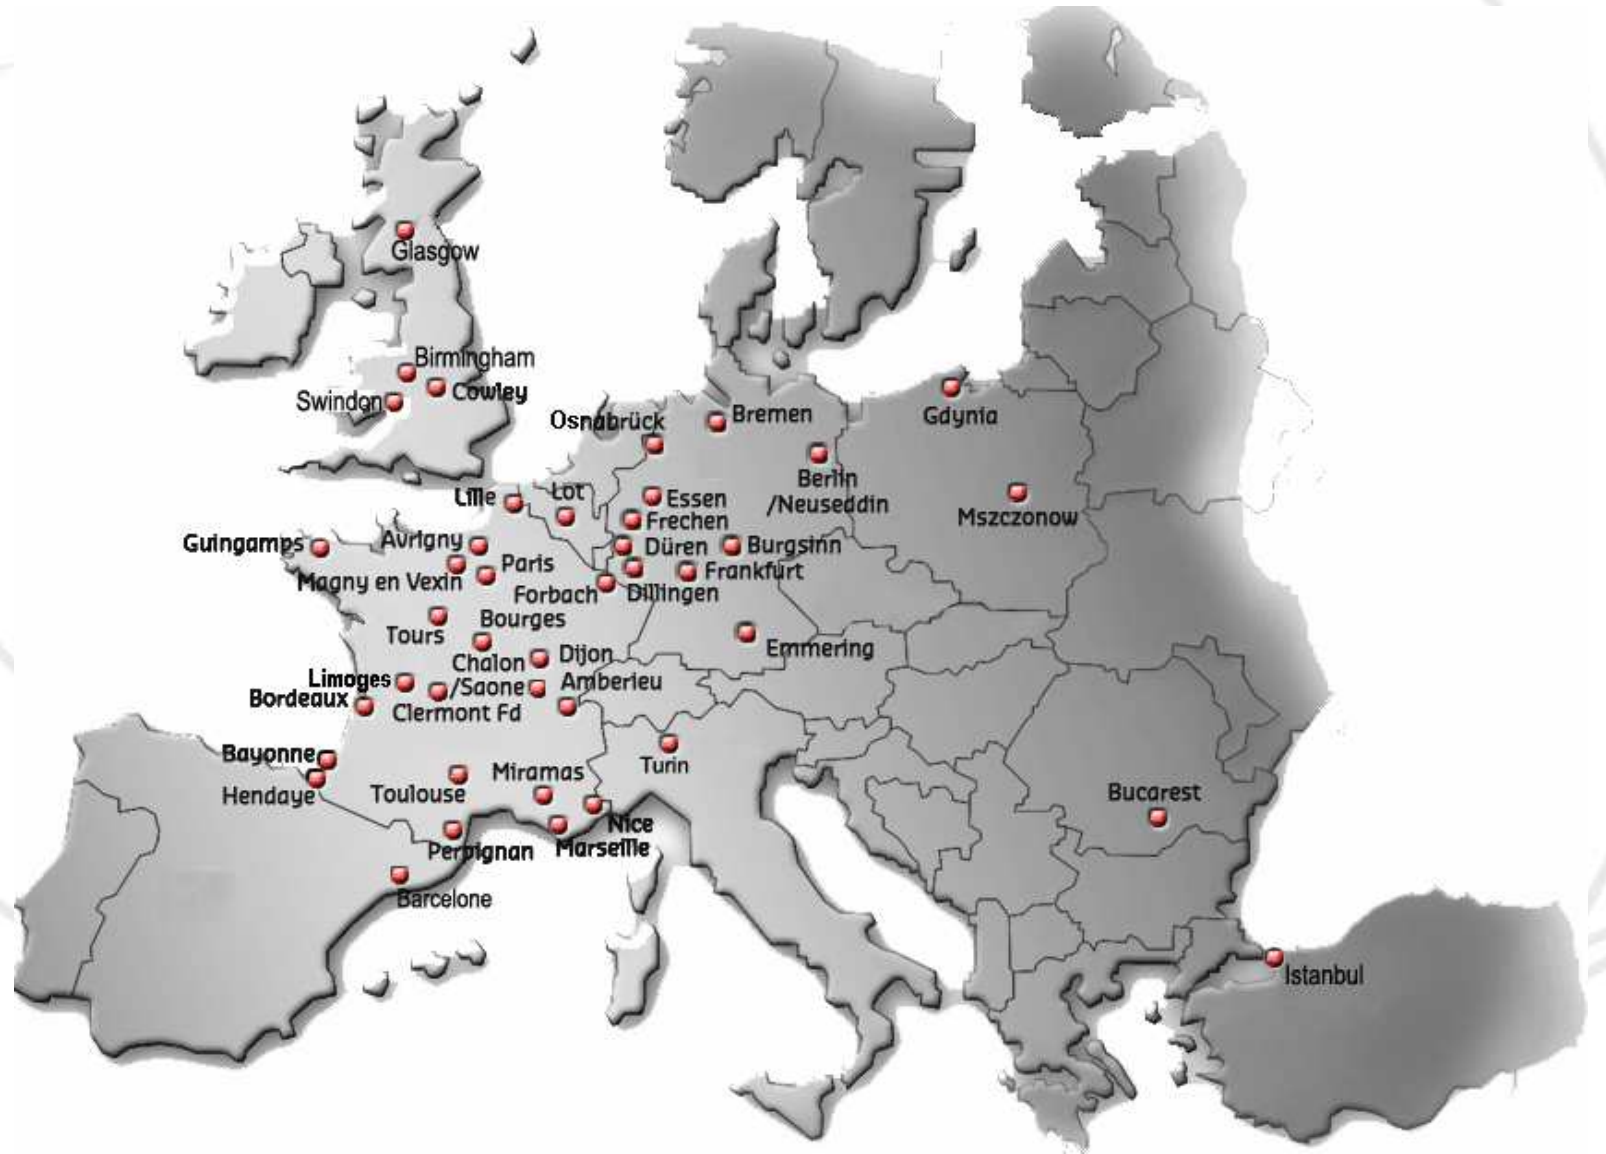 Glasgow
Birmingham
Cowley
Swindon
Osnabrück
Bremen
Gdynia
Berlin
/Neuseddin
Lille
Lot
Essen
Mszczonow
Frechen
Guingamps
Avrigny
Düren
Burgsinn
Paris
Frankfurt
Magny en Vexin
Forbach
Dillingen
Bourges
Tours
Emmering
Dijon
Chalon
/Saone
Limoges
Amberieu
Bordeaux
Clermont Fd
Bayonne
Turin
Miramas
Hendaye
Toulouse
Bucarest
Nice
Perpignan
Marseille
Barcelone
Istanbul